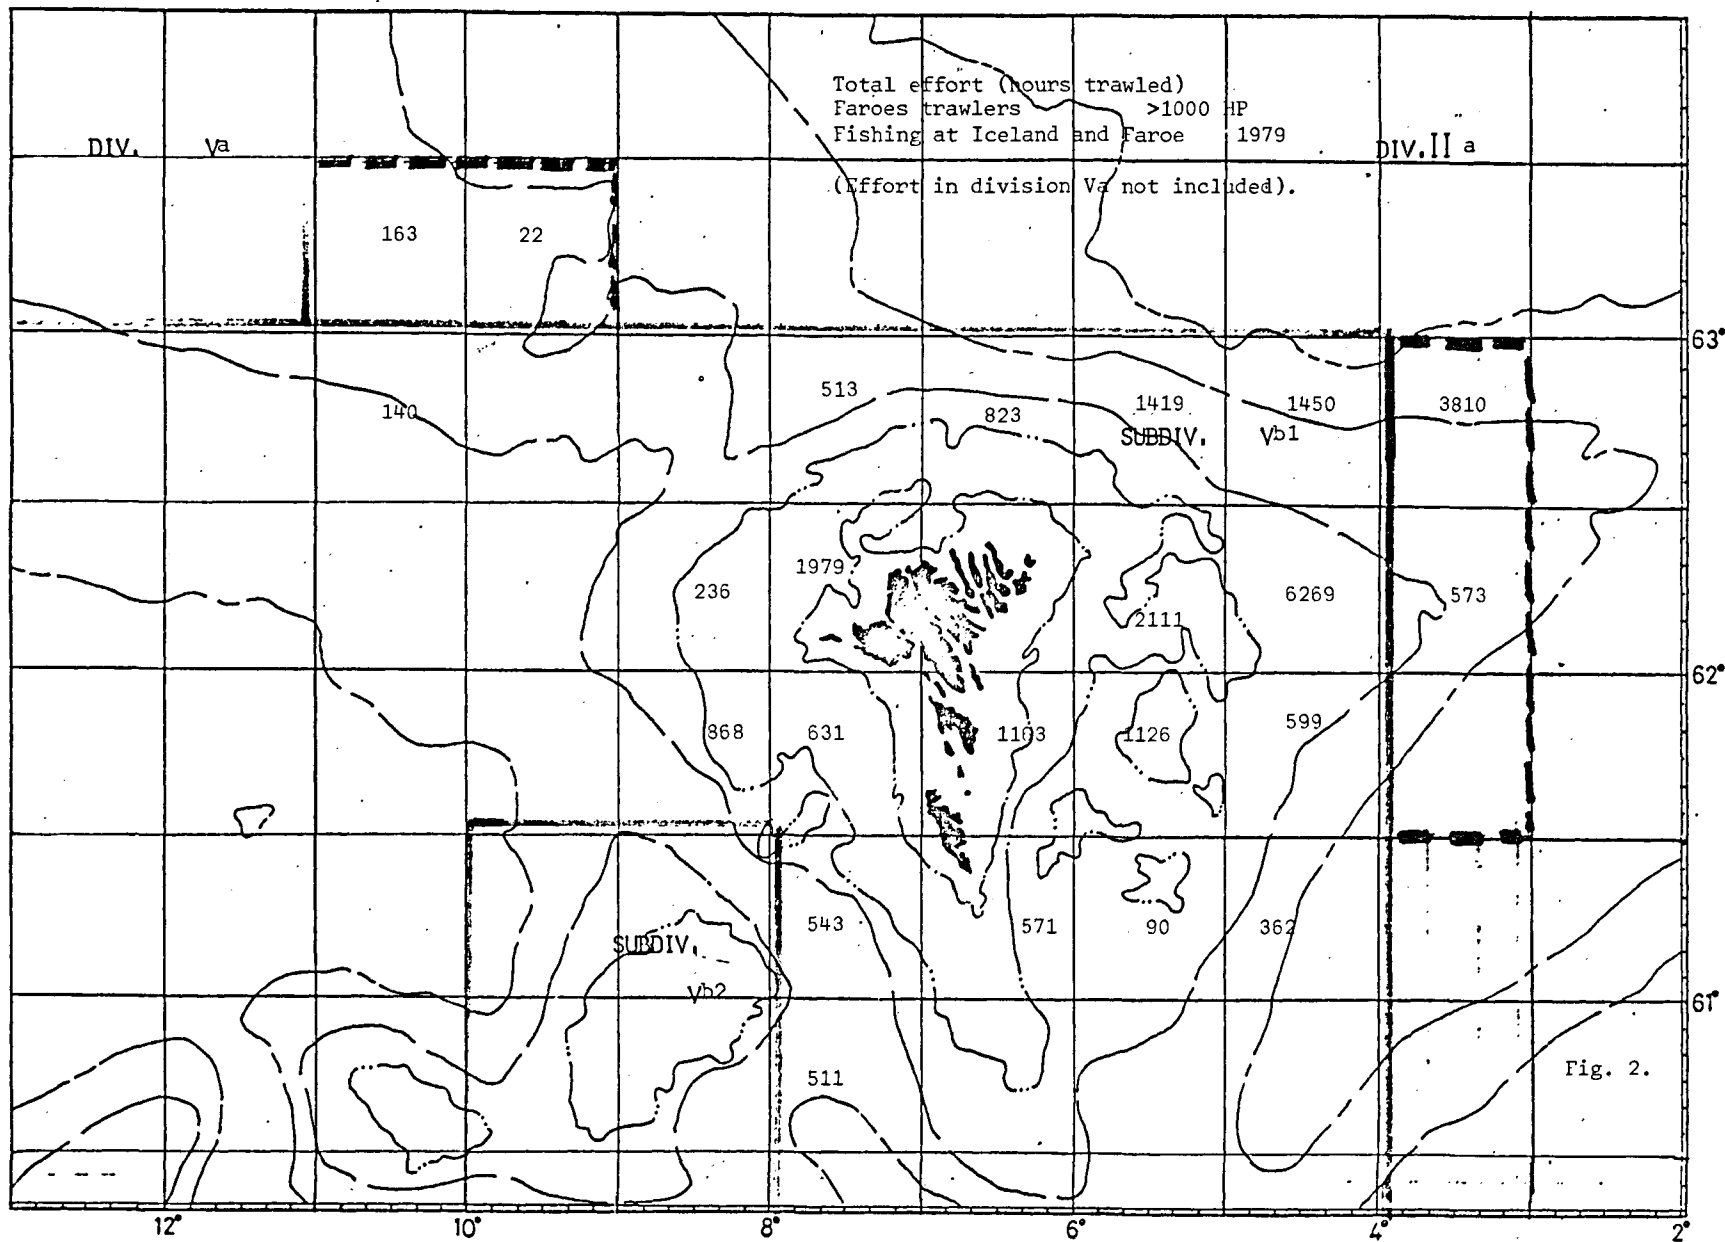 Total effort (hours trawled)
Faroes trawlers >1000 HP
Fishing at Iceland and Faroe 1979
(Effort in division Va not included).
DIV. Va
DIV. II a
163 22
63°
513
140 823 1419 1450 3810
SUBDIV. Vb1
1979
236 6269 573
2111
62°
868 631 1103 1126 599
543 571 90 362
SUBDIV.
Vb2
61°
511
Fig. 2.
12° 10° 8° 6° 4° 2°